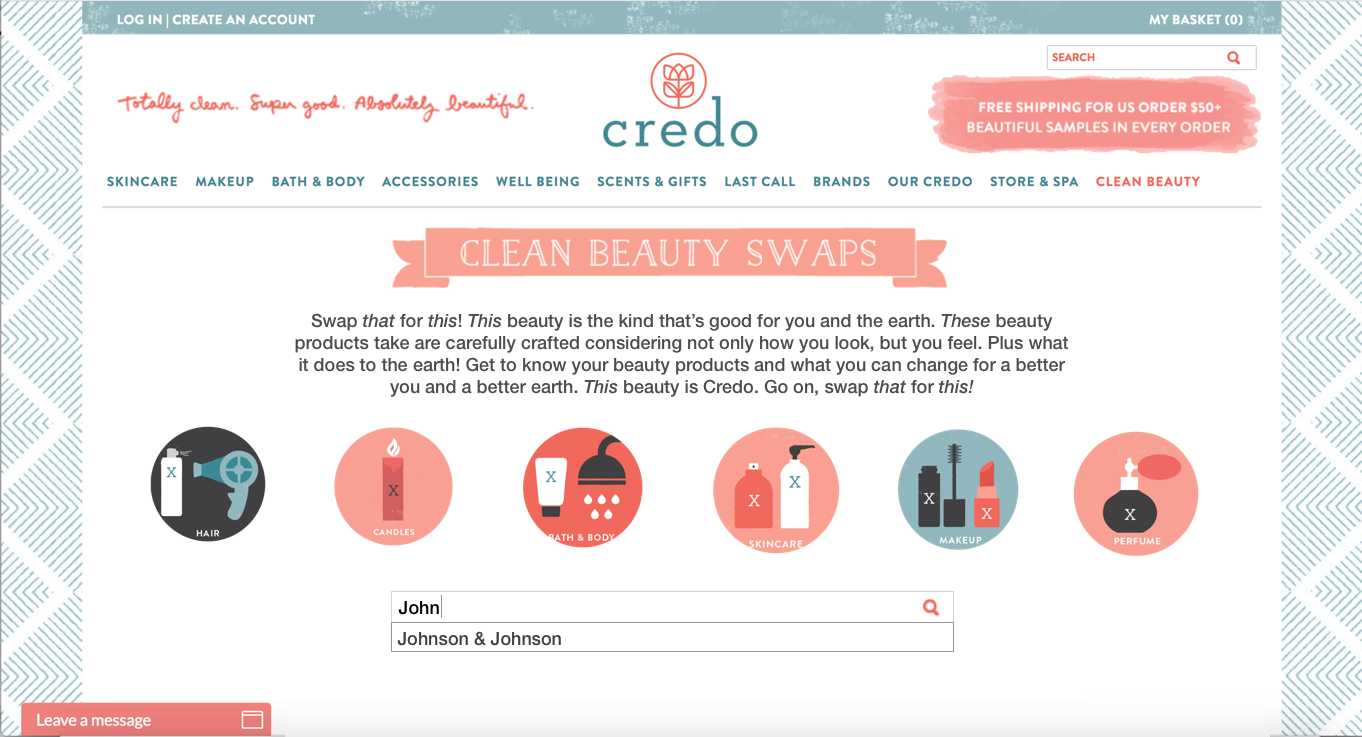 LOG IN | CREATE AN ACCOUNT
MY BASKET (0)
SEARCH
Totally clean. Super good. Absolutely beautiful.
credo
FREE SHIPPING FOR US ORDER $50+
BEAUTIFUL SAMPLES IN EVERY ORDER
SKINCARE MAKEUP BATH & BODY ACCESSORIES WELL BEING SCENTS & GIFTS LAST CALL BRANDS OUR CREDO STORE & SPA CLEAN BEAUTY
CLEAN BEAUTY SWAPS
Swap that for this! This beauty is the kind that’s good for you and the earth. These beauty
products take are carefully crafted considering not only how you look, but you feel. Plus what
it does to the earth! Get to know your beauty products and what you can change for a better
you and a better earth. This beauty is Credo. Go on, swap that for this!
X
HAIR
X
CANDLES
X
BATH & BODY
X X
SKINCARE
X X
MAKEUP
X
PERFUME
John
Johnson & Johnson
Leave a message